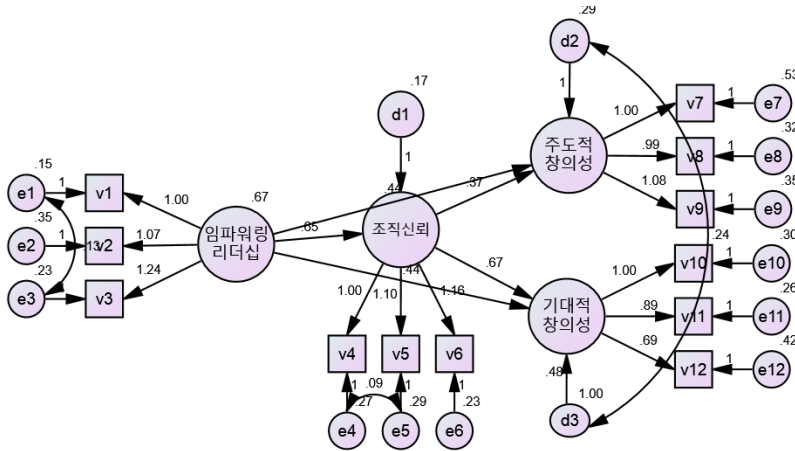 .29
d2
.17
d1
1
1
.53
1.00
v7
1
e7
.32
.99
v8
1
e8
.35
1.08
v9
1
e9
주도적
창의성
.44
.37
.15
e1
1
v1
1.00
.67
.35
e2
1
.13
v2
1.07
.23
e3
v3
1.24
임파워링
리더십
.65
조직신뢰
.44
.67
.24
.30
1.00
v10
1
e10
.26
.89
v11
1
e11
.42
.69
v12
1
e12
기대적
창의성
1.00
1.10
1.16
v4
v5
v6
1
1
1
.09
.27
.29
.23
e4
e5
e6
.48
1.00
d3